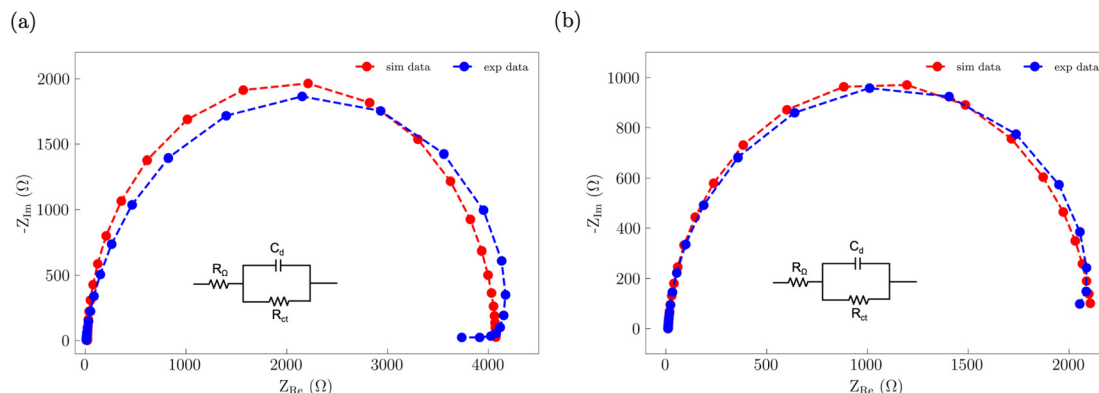 (a)
(b)
sim data
exp data
-Z_Im (Ω)
2000
1500
1000
500
0
C_d
R_Ω
R_ct
0 1000 2000 3000 4000
Z_Re (Ω)
sim data
exp data
-Z_Im (Ω)
1000
800
600
400
200
0
C_d
R_Ω
R_ct
0 500 1000 1500 2000
Z_Re (Ω)